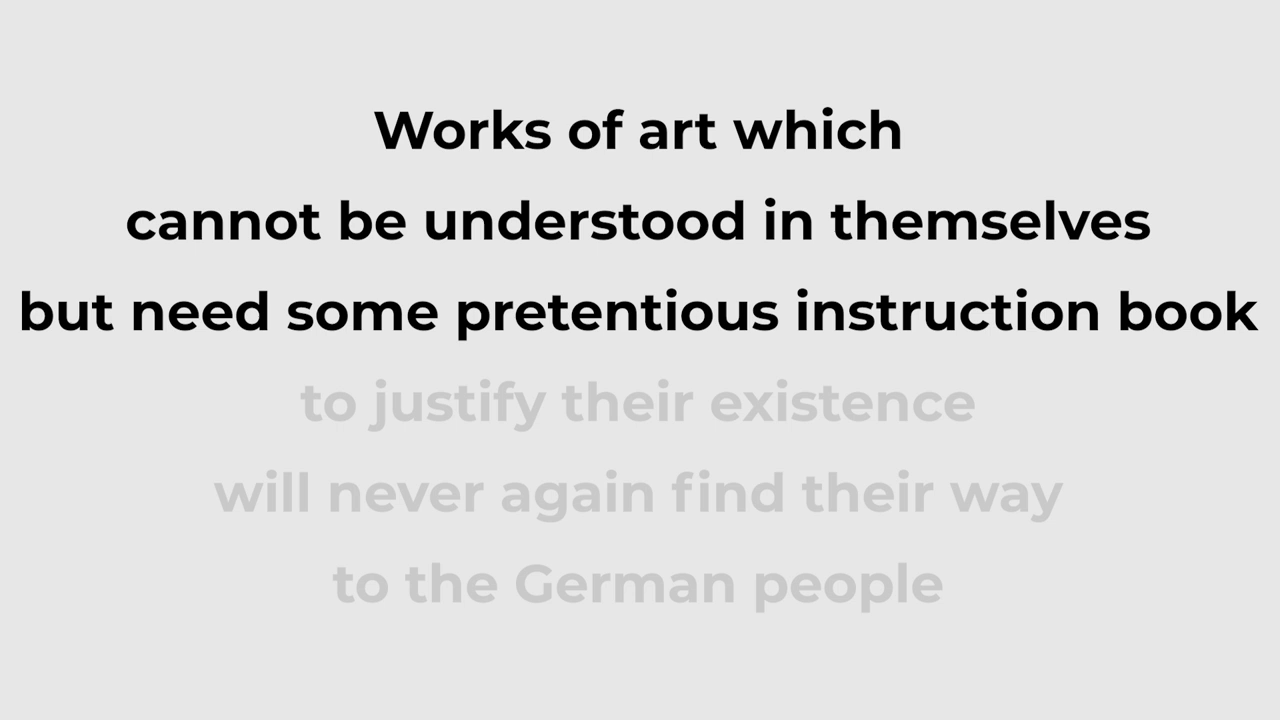 Works of art which
cannot be understood in themselves
but need some pretentious instruction book
to justify their existence
will never again find their way
to the German people